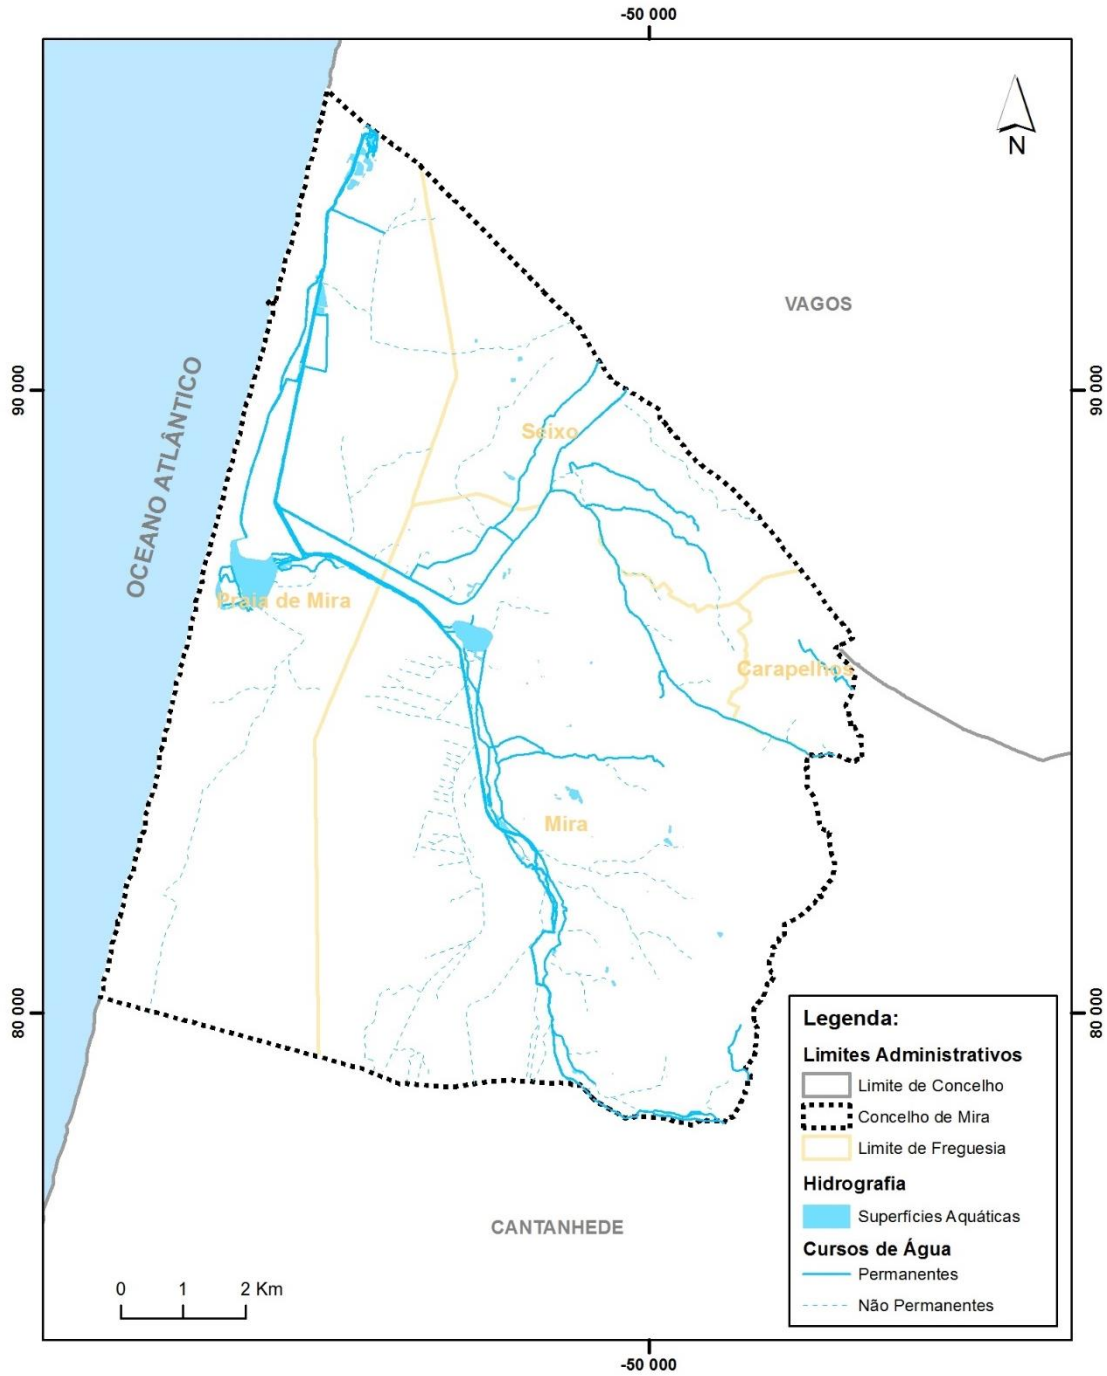 -50 000
N
VAGOS
90 000
90 000
OCEANO ATLÂNTICO
Seixo
Praia de Mira
Carapelhos
Mira
80 000
80 000
CANTANHEDE
0 1 2 Km
Legenda:
Limites Administrativos
Limite de Concelho
Concelho de Mira
Limite de Freguesia
Hidrografia
Superfícies Aquáticas
Cursos de Água
Permanentes
Não Permanentes
-50 000